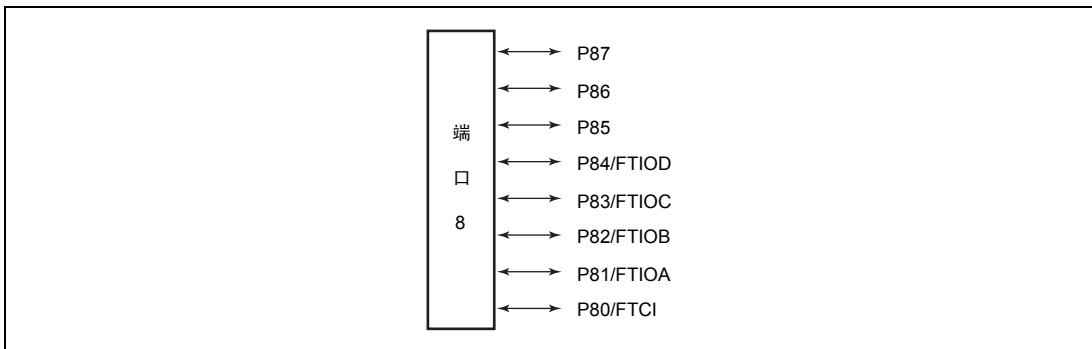 端
口
8
P87
P86
P85
P84/FTIOD
P83/FTIOC
P82/FTIOB
P81/FTIOA
P80/FTCI